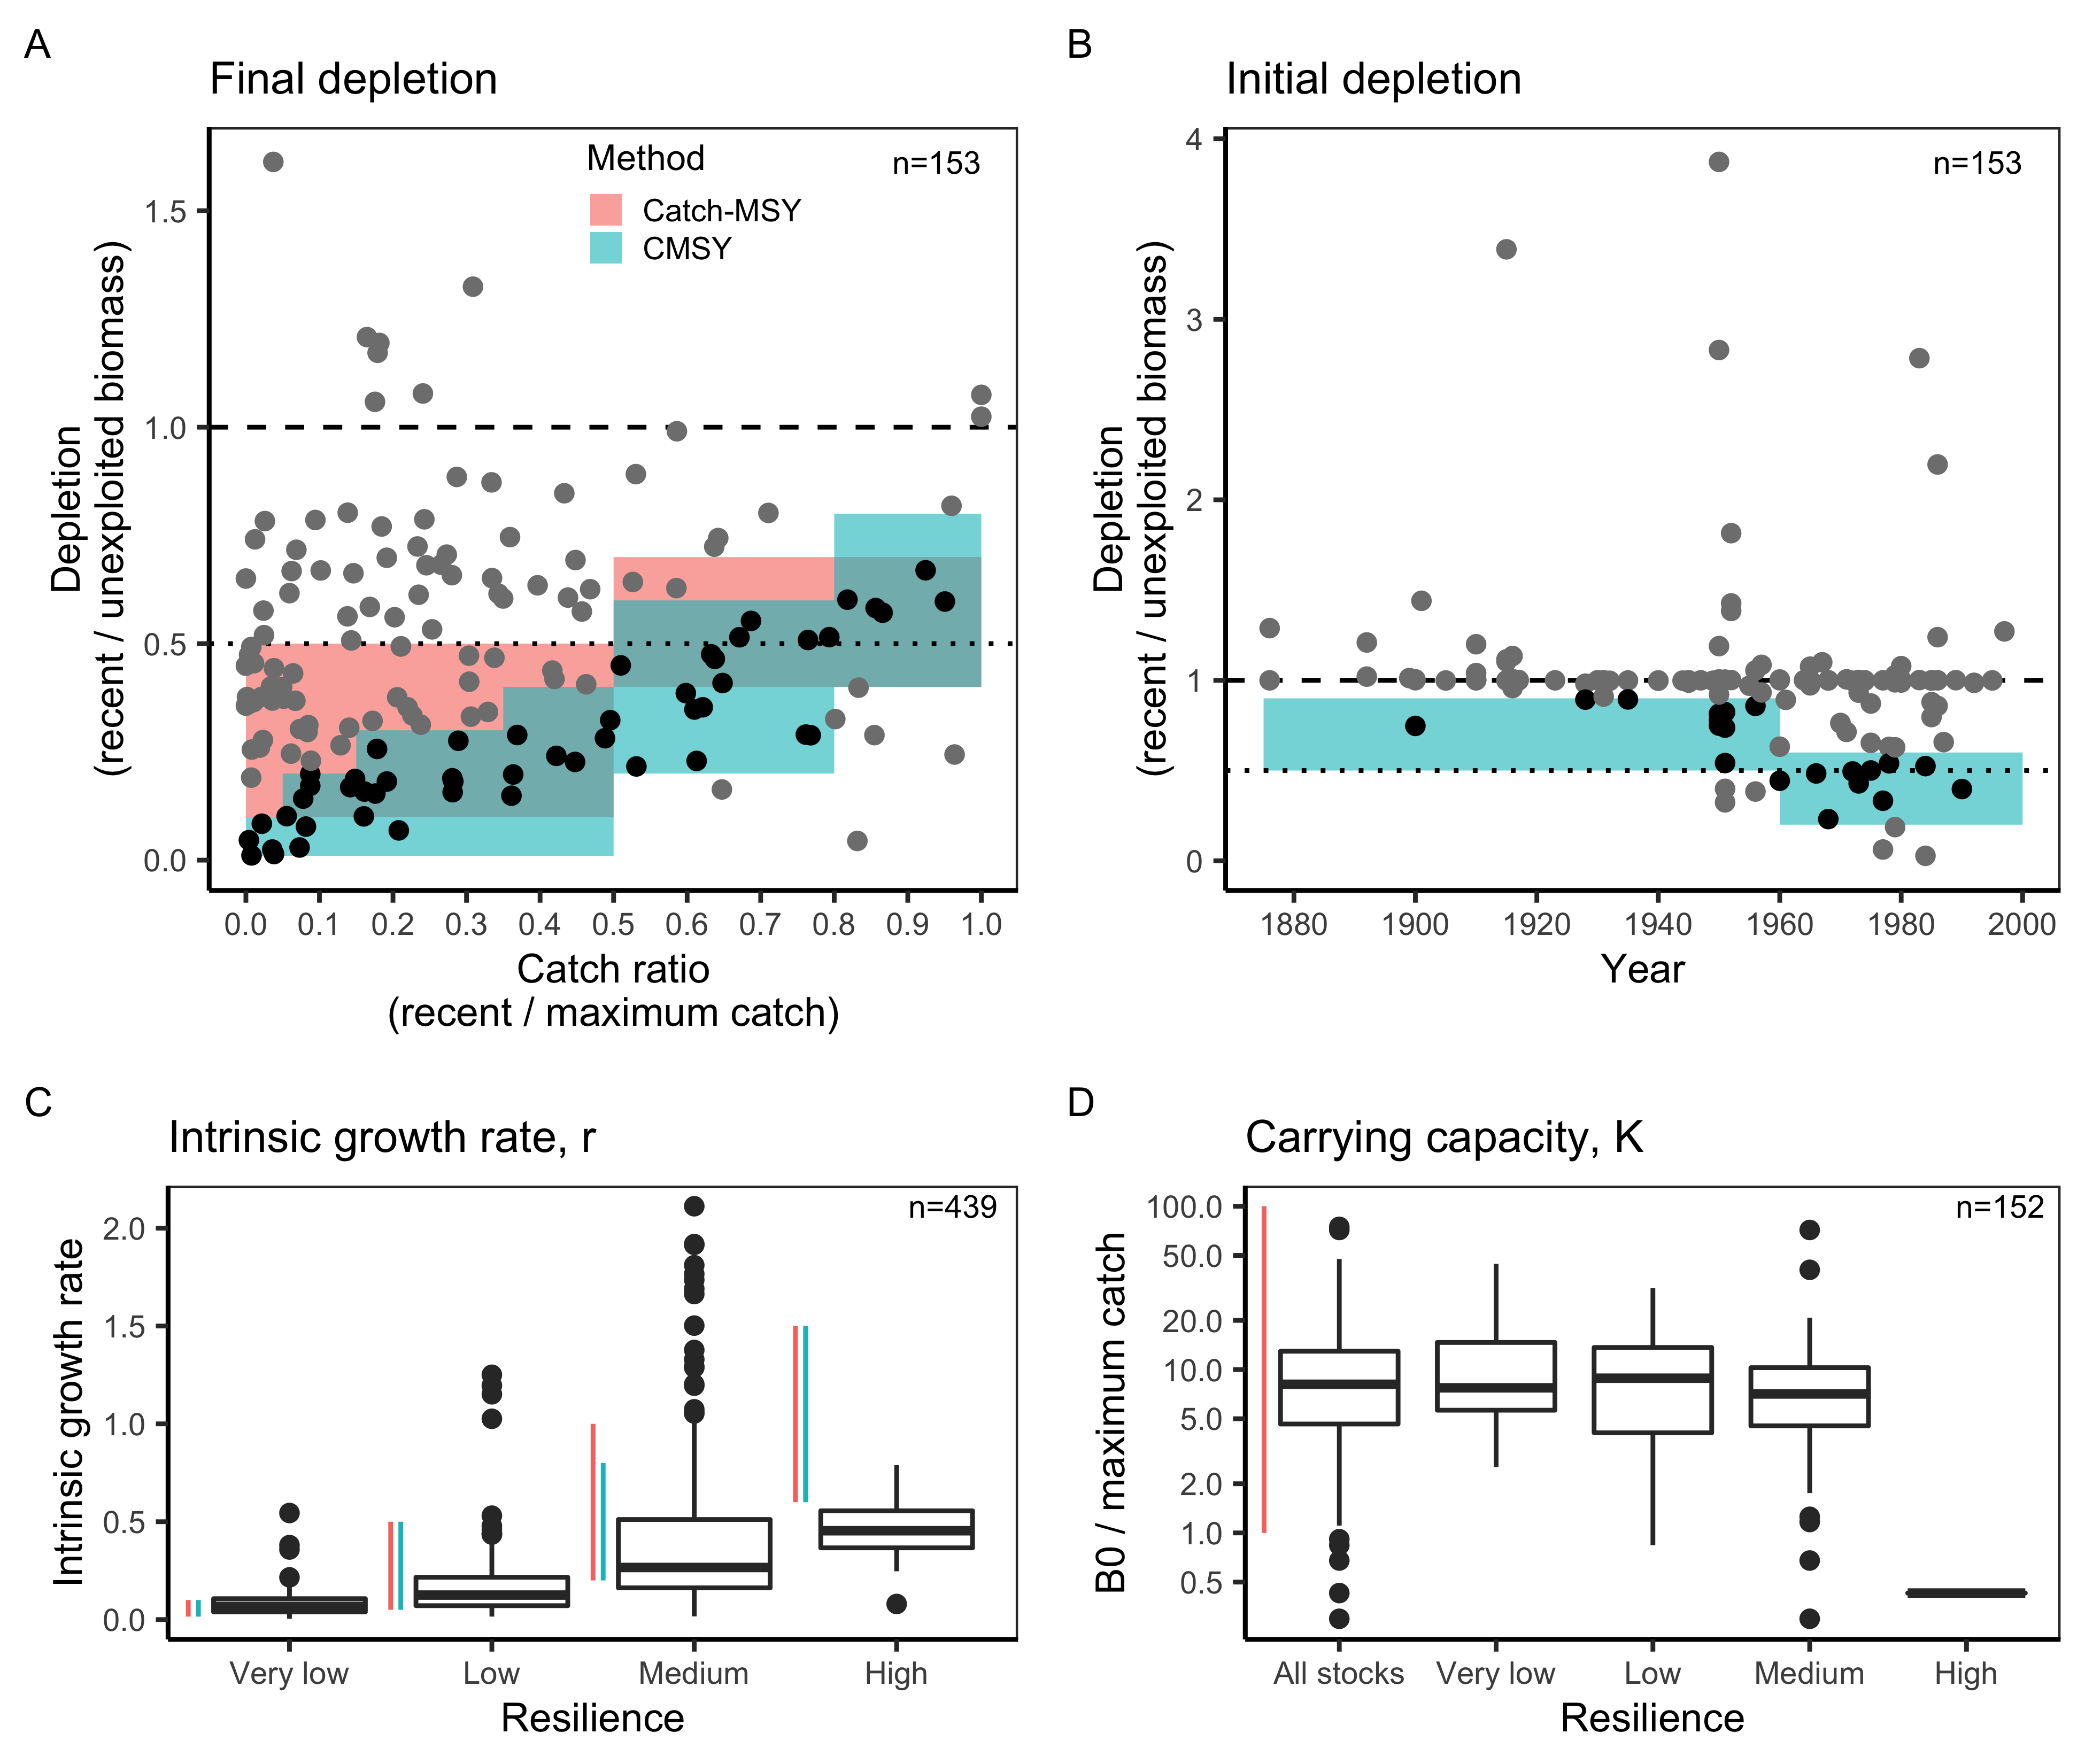 A
Final depletion
Method
n=153
Catch-MSY
CMSY
1.5
1.0
0.5
0.0
Depletion
(recent / unexploited biomass)
0.0 0.1 0.2 0.3 0.4 0.5 0.6 0.7 0.8 0.9 1.0
Catch ratio
(recent / maximum catch)
B
Initial depletion
n=153
4
3
2
1
0
Depletion
(recent / unexploited biomass)
1880 1900 1920 1940 1960 1980 2000
Year
C
Intrinsic growth rate, r
n=439
2.0
1.5
1.0
0.5
0.0
Intrinsic growth rate
Very low Low Medium High
Resilience
D
Carrying capacity, K
n=152
100.0
50.0
20.0
10.0
5.0
2.0
1.0
0.5
B0 / maximum catch
All stocks Very low Low Medium High
Resilience